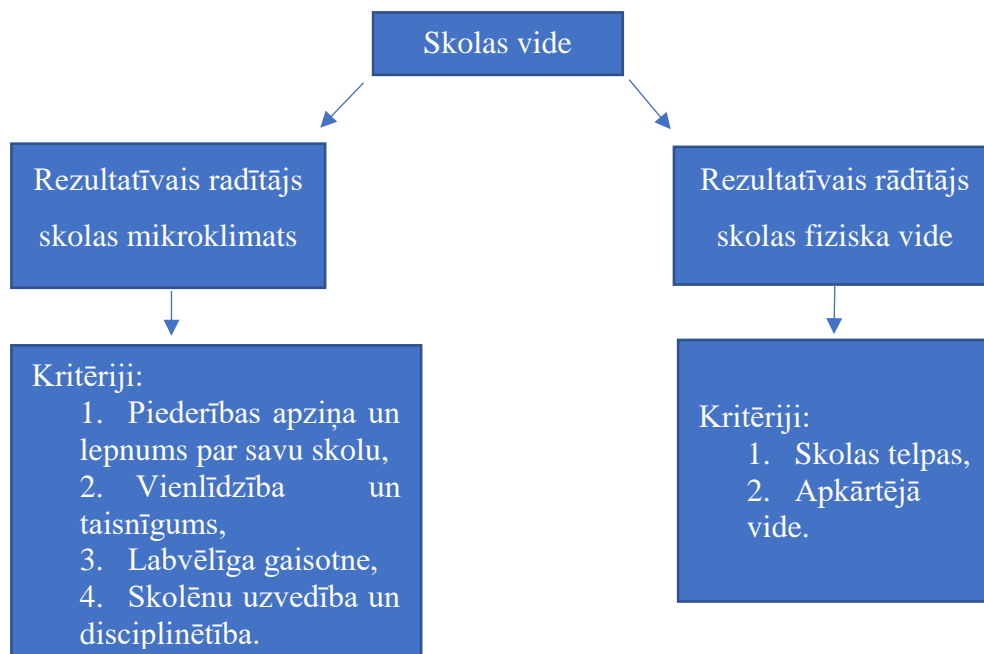 Skolas vide
Rezultatīvais radītājs
skolas mikroklimats
Rezultatīvais rādītājs
skolas fiziska vide
Kritēriji:
1. Piederības apziņa un
lepnums par savu skolu,
2. Vienlīdzība un
taisnīgums,
3. Labvēlīga gaisotne,
4. Skolēnu uzvedība un
disciplinētība.
Kritēriji:
1. Skolas telpas,
2. Apkārtējā
vide.